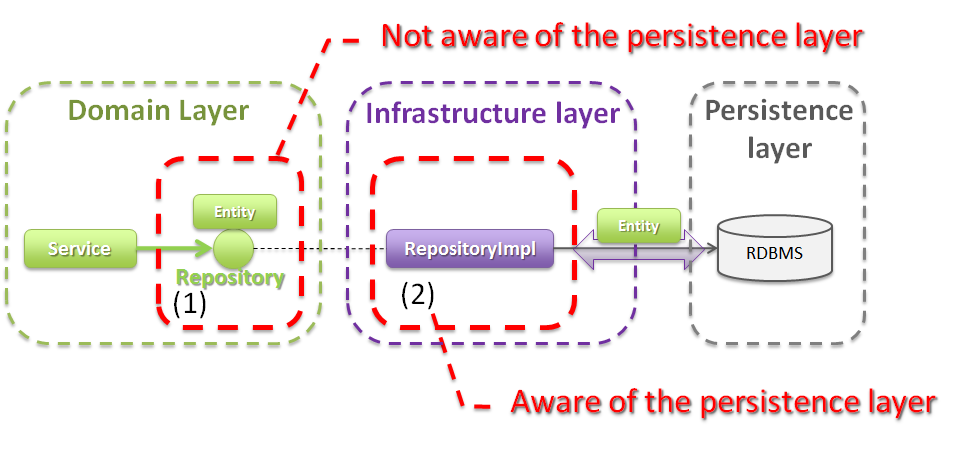 Not aware of the persistence layer
Domain Layer
Infrastructure layer
Persistence
layer
Entity
Service
Repository
(1)
RepositoryImpl
(2)
Entity
RDBMS
Aware of the persistence layer